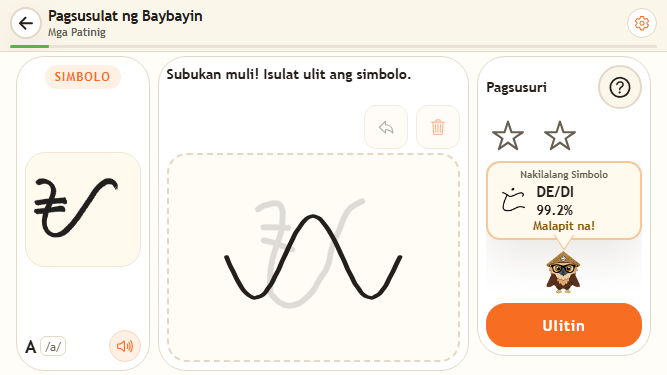 Pagsusulat ng Baybayin
Mga Patinig
SIMBOLO
ᜀ
A /a/
Subukan muli! Isulat ulit ang simbolo.
Pagsusuri
?
Nakilalang Simbolo
ᜇᜒ
DE/DI
99.2%
Malapit na!
Ulitin